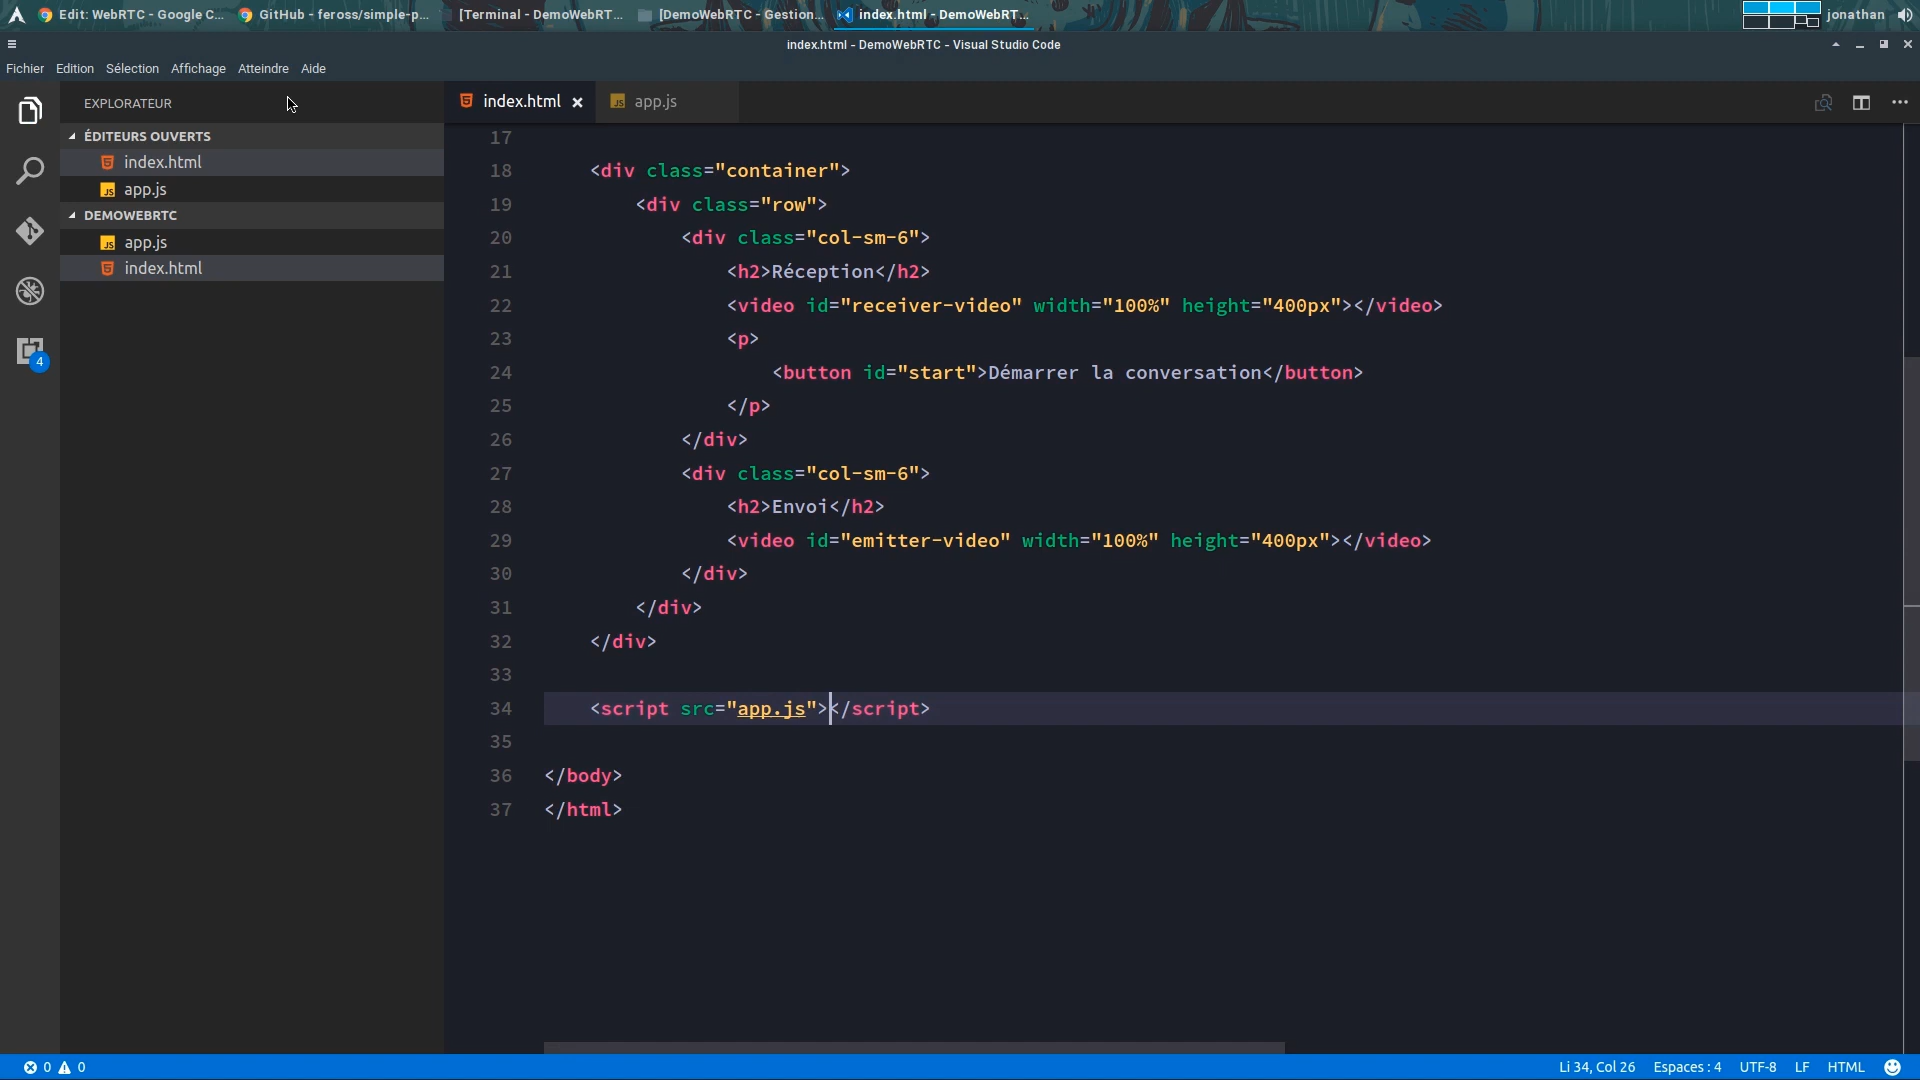 Edit: WebRTC - Google C... GitHub - feross/simple-p... [Terminal - DemoWebRT... [DemoWebRTC - Gestion... index.html - DemoWebRT... jonathan
index.html - DemoWebRTC - Visual Studio Code
Fichier Edition Sélection Affichage Atteindre Aide
EXPLORATEUR
ÉDITEURS OUVERTS
index.html
app.js
DEMOWEBRTC
app.js
index.html
4
index.html app.js
17
18 <div class="container">
19 <div class="row">
20 <div class="col-sm-6">
21 <h2>Réception</h2>
22 <video id="receiver-video" width="100%" height="400px"></video>
23 <p>
24 <button id="start">Démarrer la conversation</button>
25 </p>
26 </div>
27 <div class="col-sm-6">
28 <h2>Envoi</h2>
29 <video id="emitter-video" width="100%" height="400px"></video>
30 </div>
31 </div>
32 </div>
33
34 <script src="app.js"></script>
35
36 </body>
37 </html>
0 0 Li 34, Col 26 Espaces : 4 UTF-8 LF HTML